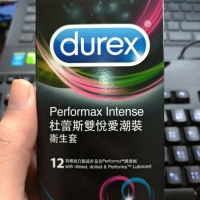 durex
Performax Intense
杜蕾斯雙悅愛潮裝
衛生套
12
with ribbed, dotted & Performa™ Lubricant